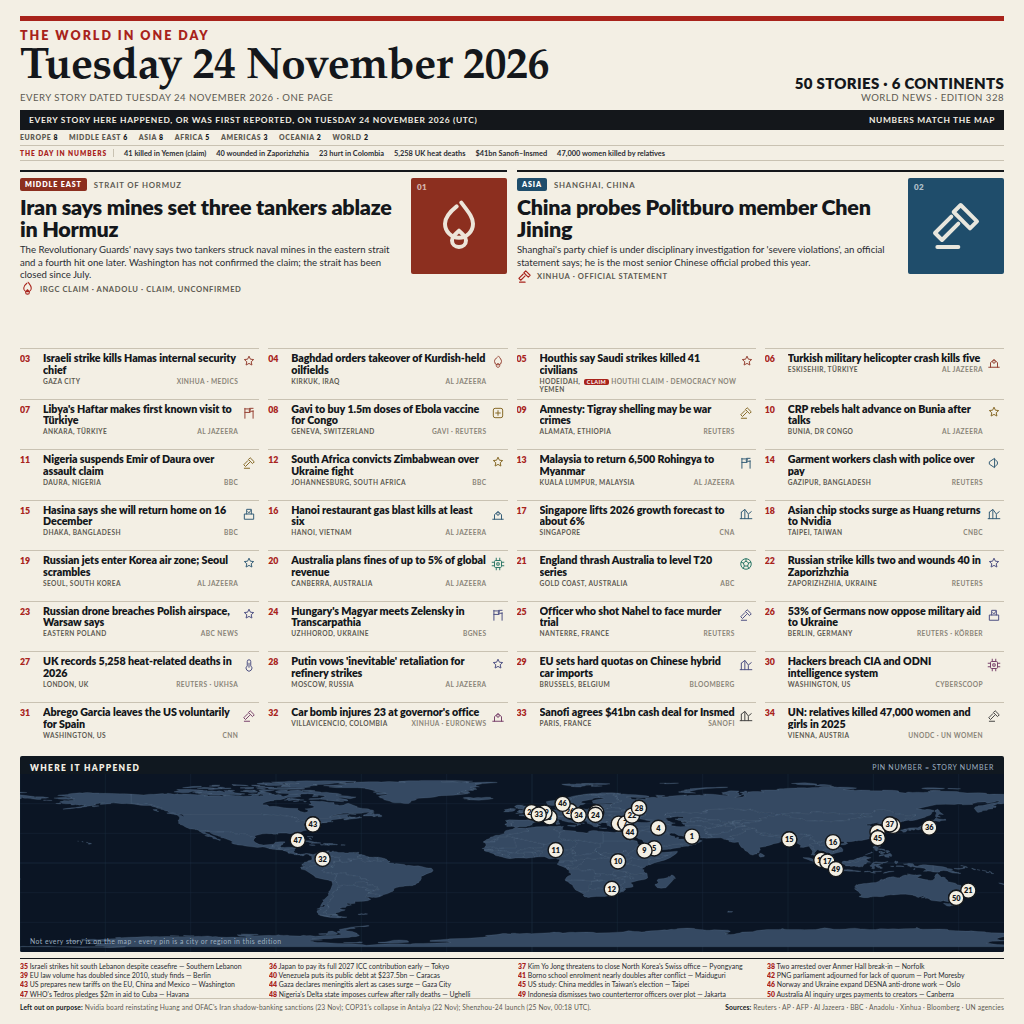 THE WORLD IN ONE DAY
Tuesday 24 November 2026
50 STORIES · 6 CONTINENTS
EVERY STORY DATED TUESDAY 24 NOVEMBER 2026 · ONE PAGE
WORLD NEWS · EDITION 328
EVERY STORY HERE HAPPENED, OR WAS FIRST REPORTED, ON TUESDAY 24 NOVEMBER 2026 (UTC)
NUMBERS MATCH THE MAP
EUROPE 8 MIDDLE EAST 6 ASIA 8 AFRICA 5 AMERICAS 3 OCEANIA 2 WORLD 2
THE DAY IN NUMBERS 41 killed in Yemen (claim) 40 wounded in Zaporizhzhia 23 hurt in Colombia 5,258 UK heat deaths $41bn Sanofi–Insmed 47,000 women killed by relatives
MIDDLE EAST STRAIT OF HORMUZ
01
Iran says mines set three tankers ablaze
in Hormuz
The Revolutionary Guards' navy says two tankers struck naval mines in the eastern strait
and a fourth hit one later. Washington has not confirmed the claim; the strait has been
closed since July.
IRGC CLAIM · ANADOLU · CLAIM, UNCONFIRMED
ASIA SHANGHAI, CHINA
02
China probes Politburo member Chen
Jining
Shanghai's party chief is under disciplinary investigation for 'severe violations', an official
statement says; he is the most senior Chinese official probed this year.
XINHUA · OFFICIAL STATEMENT
03 Israeli strike kills Hamas internal security
chief
GAZA CITY XINHUA · MEDICS
04 Baghdad orders takeover of Kurdish-held
oilfields
KIRKUK, IRAQ AL JAZEERA
05 Houthis say Saudi strikes killed 41
civilians
HODEIDAH, YEMEN CLAIM HOUTHI CLAIM · DEMOCRACY NOW
06 Turkish military helicopter crash kills five
ESKISEHIR, TÜRKIYE AL JAZEERA
07 Libya's Haftar makes first known visit to
Türkiye
ANKARA, TÜRKIYE AL JAZEERA
08 Gavi to buy 1.5m doses of Ebola vaccine
for Congo
GENEVA, SWITZERLAND GAVI · REUTERS
09 Amnesty: Tigray shelling may be war
crimes
ALAMATA, ETHIOPIA REUTERS
10 CRP rebels halt advance on Bunia after
talks
BUNIA, DR CONGO AL JAZEERA
11 Nigeria suspends Emir of Daura over
assault claim
DAURA, NIGERIA BBC
12 South Africa convicts Zimbabwean over
Ukraine fight
JOHANNESBURG, SOUTH AFRICA BBC
13 Malaysia to return 6,500 Rohingya to
Myanmar
KUALA LUMPUR, MALAYSIA AL JAZEERA
14 Garment workers clash with police over
pay
GAZIPUR, BANGLADESH REUTERS
15 Hasina says she will return home on 16
December
DHAKA, BANGLADESH BBC
16 Hanoi restaurant gas blast kills at least
six
HANOI, VIETNAM AL JAZEERA
17 Singapore lifts 2026 growth forecast to
about 6%
SINGAPORE CNA
18 Asian chip stocks surge as Huang returns
to Nvidia
TAIPEI, TAIWAN CNBC
19 Russian jets enter Korea air zone; Seoul
scrambles
SEOUL, SOUTH KOREA AL JAZEERA
20 Australia plans fines of up to 5% of global
revenue
CANBERRA, AUSTRALIA AL JAZEERA
21 England thrash Australia to level T20
series
GOLD COAST, AUSTRALIA ABC
22 Russian strike kills two and wounds 40 in
Zaporizhzhia
ZAPORIZHZHIA, UKRAINE REUTERS
23 Russian drone breaches Polish airspace,
Warsaw says
EASTERN POLAND ABC NEWS
24 Hungary's Magyar meets Zelensky in
Transcarpathia
UZHHOROD, UKRAINE BGNES
25 Officer who shot Nahel to face murder
trial
NANTERRE, FRANCE REUTERS
26 53% of Germans now oppose military aid
to Ukraine
BERLIN, GERMANY REUTERS · KÖRBER
27 UK records 5,258 heat-related deaths in
2026
LONDON, UK REUTERS · UKHSA
28 Putin vows 'inevitable' retaliation for
refinery strikes
MOSCOW, RUSSIA AL JAZEERA
29 EU sets hard quotas on Chinese hybrid
car imports
BRUSSELS, BELGIUM BLOOMBERG
30 Hackers breach CIA and ODNI
intelligence system
WASHINGTON, US CYBERSCOOP
31 Abrego Garcia leaves the US voluntarily
for Spain
WASHINGTON, US CNN
32 Car bomb injures 23 at governor's office
VILLAVICENCIO, COLOMBIA XINHUA · EURONEWS
33 Sanofi agrees $41bn cash deal for Insmed
PARIS, FRANCE SANOFI
34 UN: relatives killed 47,000 women and
girls in 2025
VIENNA, AUSTRIA UNODC · UN WOMEN
WHERE IT HAPPENED
PIN NUMBER = STORY NUMBER
46
28
33 34 24 22
43 44 4 37 36
47 1 15 45
32 11 10 9 5 16
17 49
12 21
50
Not every story is on the map · every pin is a city or region in this edition
35 Israeli strikes hit south Lebanon despite ceasefire — Southern Lebanon
36 Japan to pay its full 2027 ICC contribution early — Tokyo
37 Kim Yo Jong threatens to close North Korea's Swiss office — Pyongyang
38 Two arrested over Anmer Hall break-in — Norfolk
39 EU law economy has doubled since 2010, study finds — Berlin
40 Venezuela puts its public debt at $237.5bn — Caracas
41 Borno school enrolment nearly doubles after conflict — Maiduguri
42 PNG parliament adjourned for lack of quorum — Port Moresby
43 US prepares new tariffs on the EU, China and Mexico — Washington
44 Gaza declares meningitis alert as cases surge — Gaza City
45 US study: China meddles in Taiwan's election — Taipei
46 Norway and Ukraine expand DESNA anti-drone work — Oslo
47 WHO's Tedros pledges $2m in aid to Cuba — Havana
48 Nigeria's Delta state imposes curfew after rally deaths — Ughelli
49 Indonesia dismisses two counterterror officers over plot — Jakarta
50 Australia AI inquiry urges payments to creators — Canberra
Left out on purpose: Nvidia board reinstating Huang and OFAC's Iran shadow-banking sanctions (23 Nov); COP31's collapse in Antalya (22 Nov); Shenzhou-24 launch (25 Nov, 00:18 UTC).
Sources: Reuters · AP · AFP · Al Jazeera · BBC · Anadolu · Xinhua · Bloomberg · UN agencies